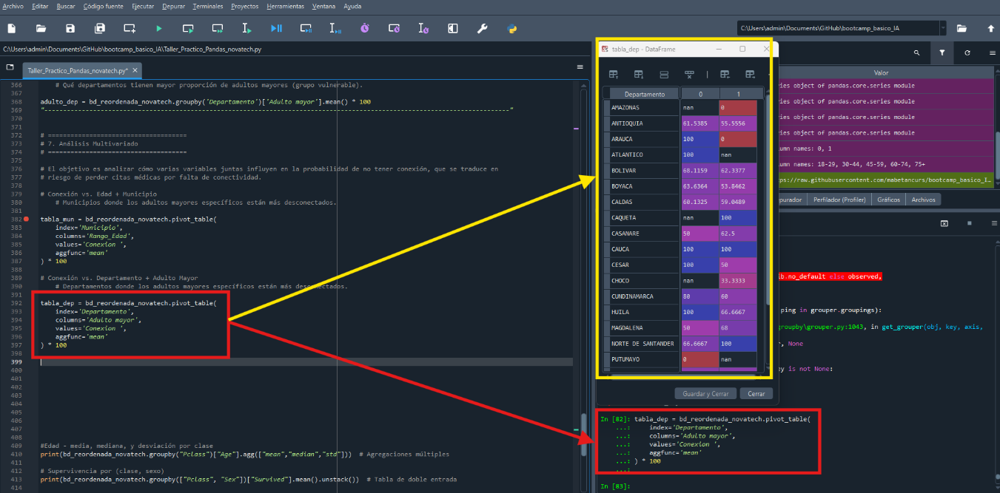 Archivo Editar Buscar Código fuente Ejecutar Depurar Terminales Proyectos Herramientas Ventana Ayuda
C:\Users\admin\Documents\GitHub\bootcamp_basico_IA
C:\Users\admin\Documents\GitHub\bootcamp_basico_IA\Taller_Practico_Pandas_novatech.py
Taller_Practico_Pandas_novatech.py*
366 # Qué departamentos tienen mayor proporción de adultos mayores (grupo vulnerable).
367
368 adulto_dep = bd_reordenada_novatech.groupby('Departamento')['Adulto mayor'].mean() * 100
369 "----------------------------------------------------------------------------------------------------------------------------"
370
371
372 # =====================================
373 # 7. Análisis Multivariado
374 # =====================================
375
376 # El objetivo es analizar cómo varias variables juntas influyen en la probabilidad de no tener conexión, que se traduce en
377 # riesgo de perder citas médicas por falta de conectividad.
378
379 # Conexión vs. Edad + Municipio
380 # Municipios donde los adultos mayores específicos están más desconectados.
381
382 tabla_mun = bd_reordenada_novatech.pivot_table(
383 index='Municipio',
384 columns='Rango_Edad',
385 values='Conexion ',
386 aggfunc='mean'
387 ) * 100
388
389 # Conexión vs. Departamento + Adulto Mayor
390 # Departamentos donde los adultos mayores específicos están más desconectados.
391
392 tabla_dep = bd_reordenada_novatech.pivot_table(
393 index='Departamento',
394 columns='Adulto mayor',
395 values='Conexion ',
396 aggfunc='mean'
397 ) * 100
398
399
400
401
402
403
404
405
406
407
408
409 #Edad - media, mediana, y desviación por clase
410 print(bd_reordenada_novatech.groupby("Pclass")["Age"].agg(["mean","median","std"])) # Agregaciones múltiples
411
412 # Supervivencia por (clase, sexo)
413 print(bd_reordenada_novatech.groupby(["Pclass", "Sex"])["Survived"].mean().unstack()) # Tabla de doble entrada
414
tabla_dep - DataFrame
Departamento 0 1
AMAZONAS nan 0
ANTIOQUIA 61.5385 55.5556
ARAUCA 100 0
ATLANTICO 100 nan
BOLIVAR 68.1159 62.3377
BOYACA 63.6364 53.8462
CALDAS 60.1325 59.0489
CAQUETA nan 100
CASANARE 50 62.5
CAUCA 100 100
CESAR 100 50
CHOCO nan 33.3333
CUNDINAMARCA 80 60
HUILA 100 66.6667
MAGDALENA 50 68
NORTE DE SANTANDER 66.6667 100
PUTUMAYO 0 nan
Guardar y Cerrar Cerrar
Valor
ies object of pandas.core.series module
ies object of pandas.core.series module
ies object of pandas.core.series module
ies object of pandas.core.series module
umn names: 0, 1
umn names: 18-29, 30-44, 45-59, 60-74, 75+
ps://raw.githubusercontent.com/mabetancurs/bootcamp_basico_I…
purador Perfilador (Profiler) Gráficos Archivos
ib.no_default else observed,
ping in grouper.groupings):
groupby\grouper.py:1043, in get_grouper(obj, key, axis,
r, None
ey is not None:
In [82]: tabla_dep = bd_reordenada_novatech.pivot_table(
...: index='Departamento',
...: columns='Adulto mayor',
...: values='Conexion ',
...: aggfunc='mean'
...: ) * 100
...:
In [83]: